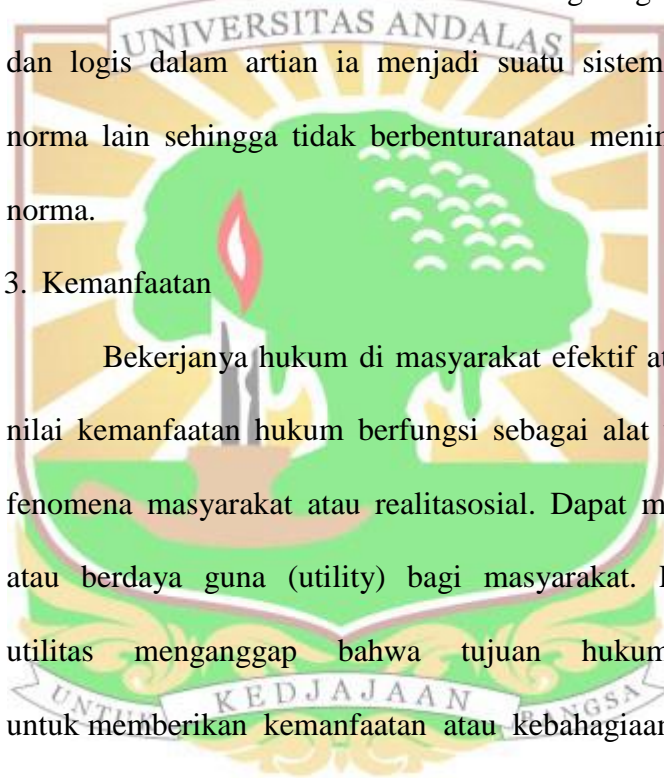 UNIVERSITAS ANDALAS
dan logis dalam artian ia menjadi suatu sistem
norma lain sehingga tidak berbenturanatau
norma.
3. Kemanfaatan
Bekerjanya hukum di masyarakat efektif
nilai kemanfaatan hukum berfungsi sebagai alat
fenomena masyarakat atau realitasosial. Dapat
atau berdaya guna (utility) bagi masyarakat.
utilitas menganggap bahwa tujuan hukum
untuk memberikan kemanfaatan atau kebahagiaan
UNTUK KEDJAJAAN BANGSA